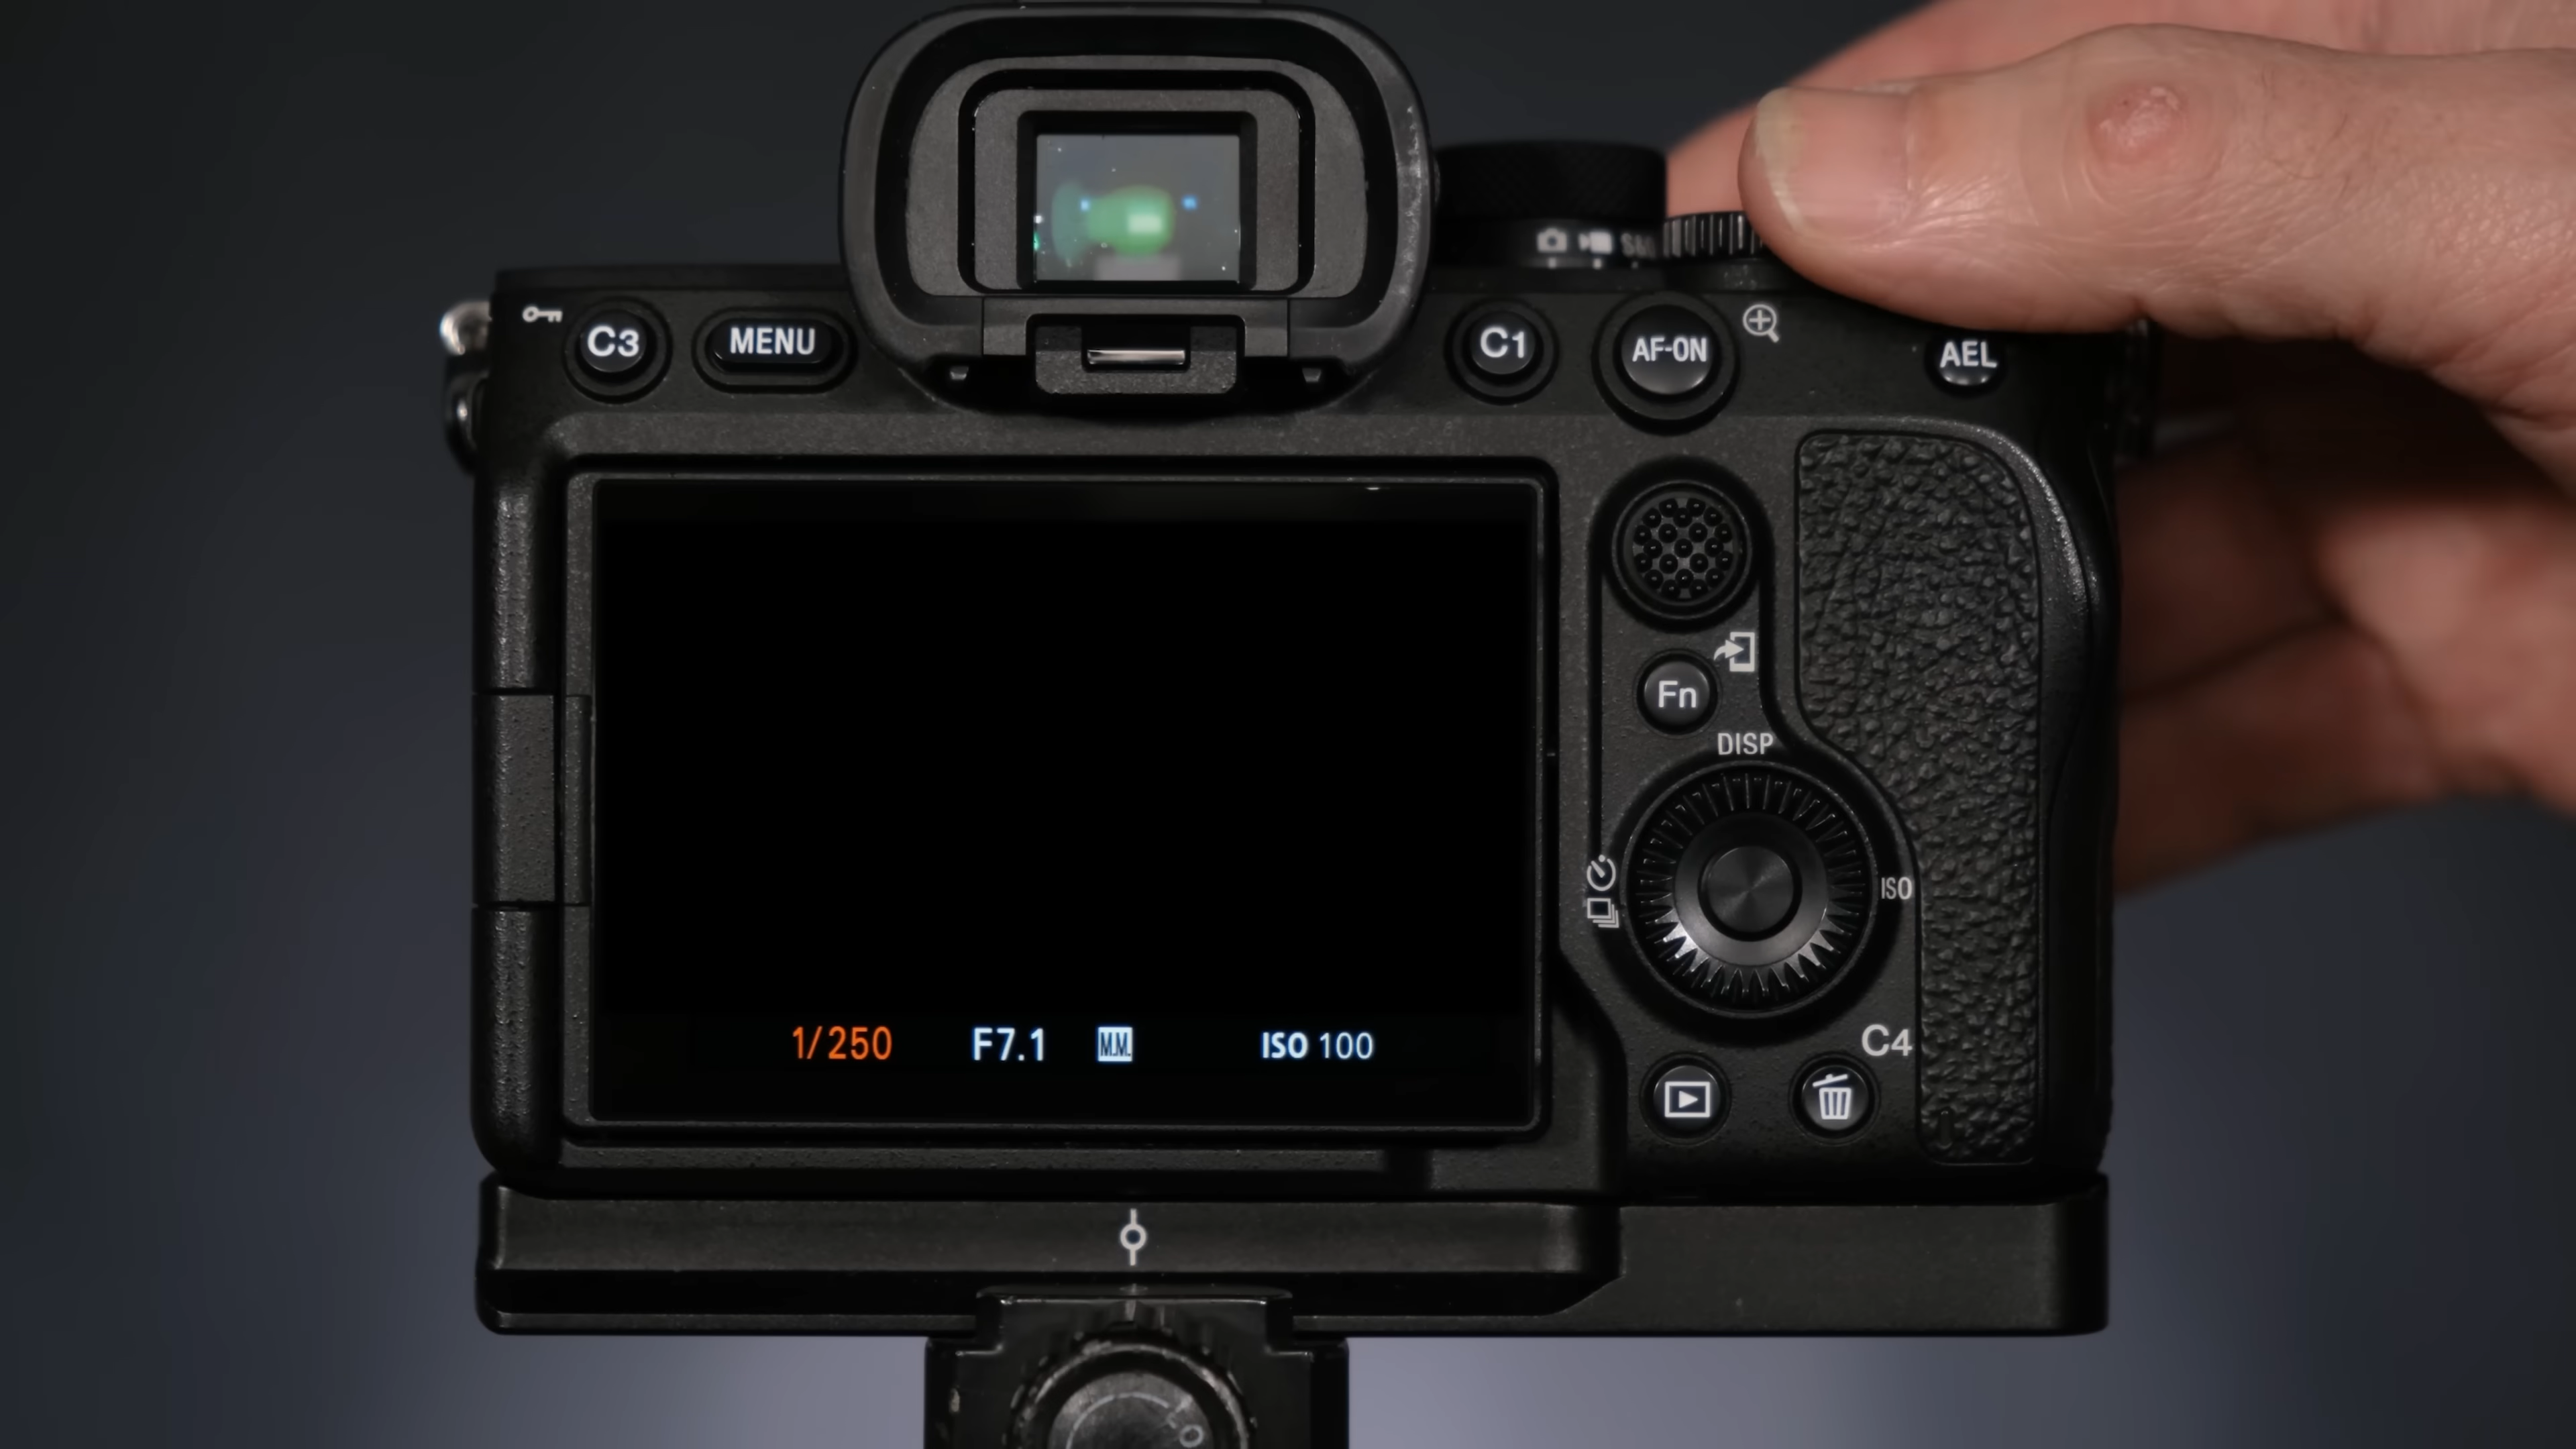 C3
MENU
C1
AF-ON
AEL
Fn
DISP
ISO
1/250
F7.1
M.M.
ISO 100
C4